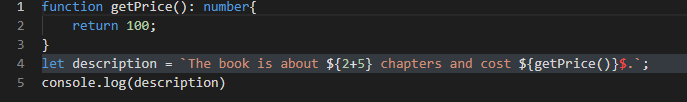 1 function getPrice(): number{
2     return 100;
3 }
4 let description = `The book is about ${2+5} chapters and cost ${getPrice()}$.`;
5 console.log(description)